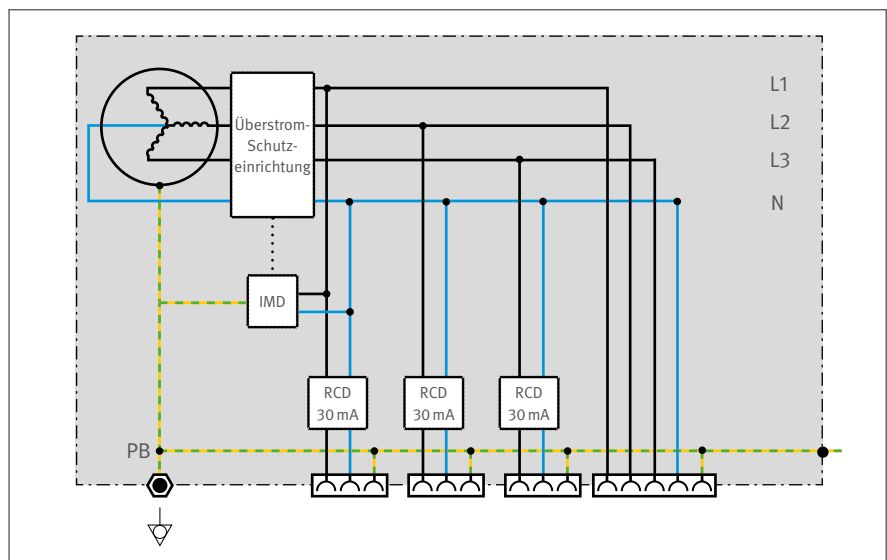 L1
Überstrom-
Schutz-
einrichtung
L2
L3
N
IMD
RCD
30 mA
RCD
30 mA
RCD
30 mA
PB